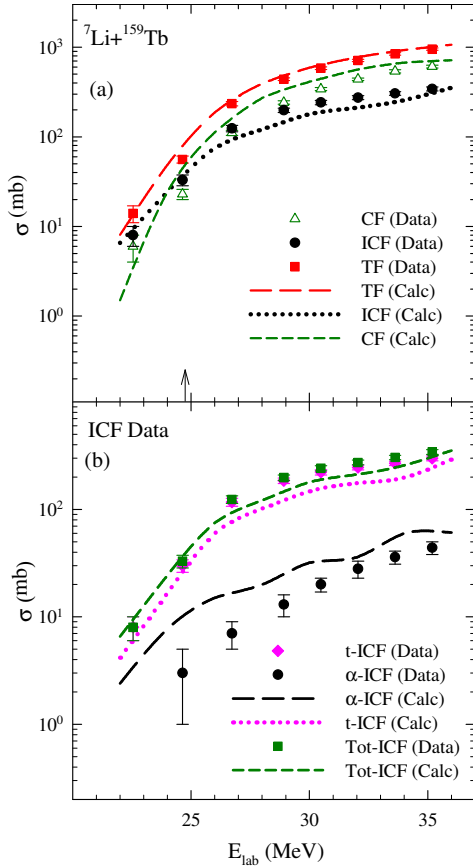 ⁷Li+¹⁵⁹Tb
10³
(a)
10²
σ (mb)
10¹
CF (Data)
ICF (Data)
TF (Data)
10⁰
TF (Calc)
ICF (Calc)
CF (Calc)
ICF Data
(b)
10²
σ (mb)
10¹
t-ICF (Data)
α-ICF (Data)
10⁰
α-ICF (Calc)
t-ICF (Calc)
Tot-ICF (Data)
Tot-ICF (Calc)
25 30 35
E_lab (MeV)